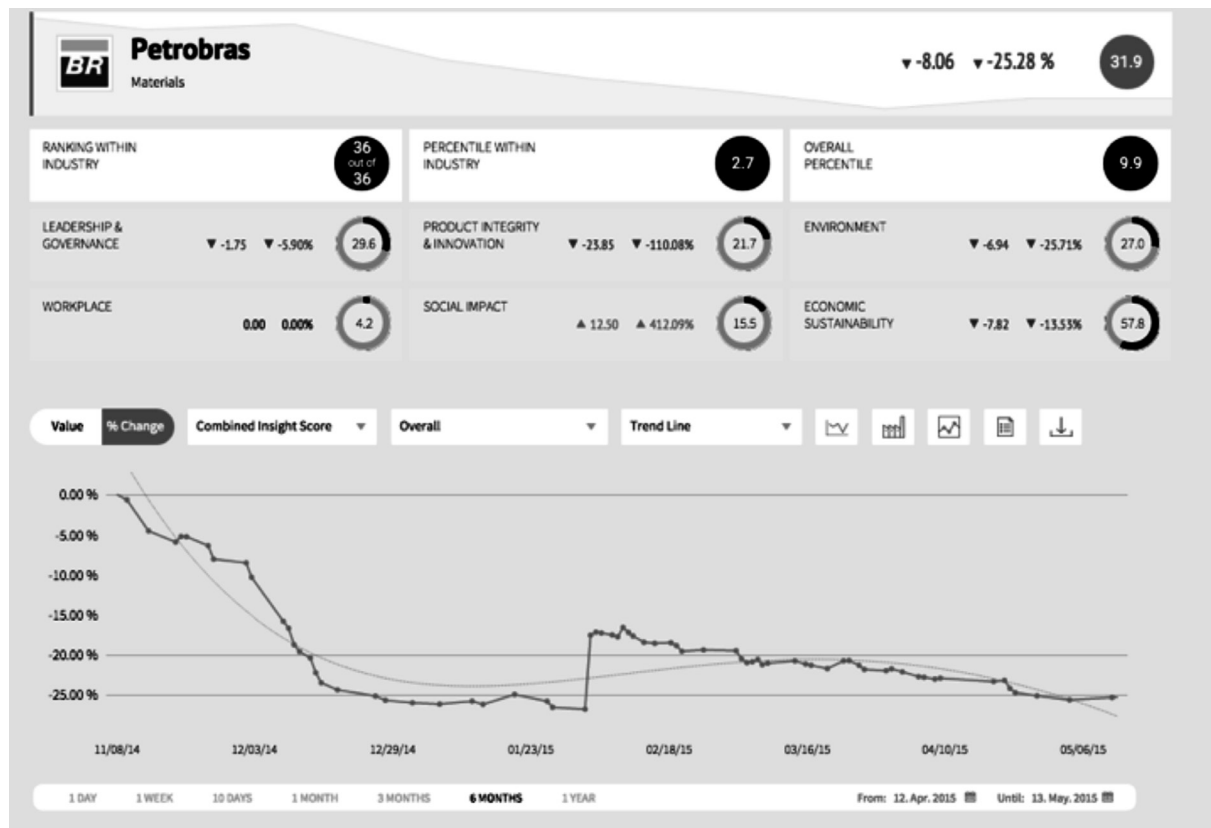 BR
Petrobras
Materials
▼-8.06 ▼-25.28 % 31.9
RANKING WITHIN
INDUSTRY
36
out of
36
PERCENTILE WITHIN
INDUSTRY
2.7
OVERALL
PERCENTILE
9.9
LEADERSHIP &
GOVERNANCE
▼ -1.75 ▼ -5.90% 29.6
PRODUCT INTEGRITY
& INNOVATION
▼ -23.85 ▼ -110.08% 21.7
ENVIRONMENT
▼ -6.94 ▼ -25.71% 27.0
WORKPLACE
0.00 0.00% 4.2
SOCIAL IMPACT
▲ 12.50 ▲ 412.09% 15.5
ECONOMIC
SUSTAINABILITY
▼ -7.82 ▼ -13.53% 57.8
Value % Change Combined Insight Score Overall Trend Line
0.00 %
-5.00 %
-10.00 %
-15.00 %
-20.00 %
-25.00 %
11/08/14 12/03/14 12/29/14 01/23/15 02/18/15 03/16/15 04/10/15 05/06/15
1 DAY 1 WEEK 10 DAYS 1 MONTH 3 MONTHS 6 MONTHS 1 YEAR From: 12. Apr. 2015 Until: 13. May. 2015